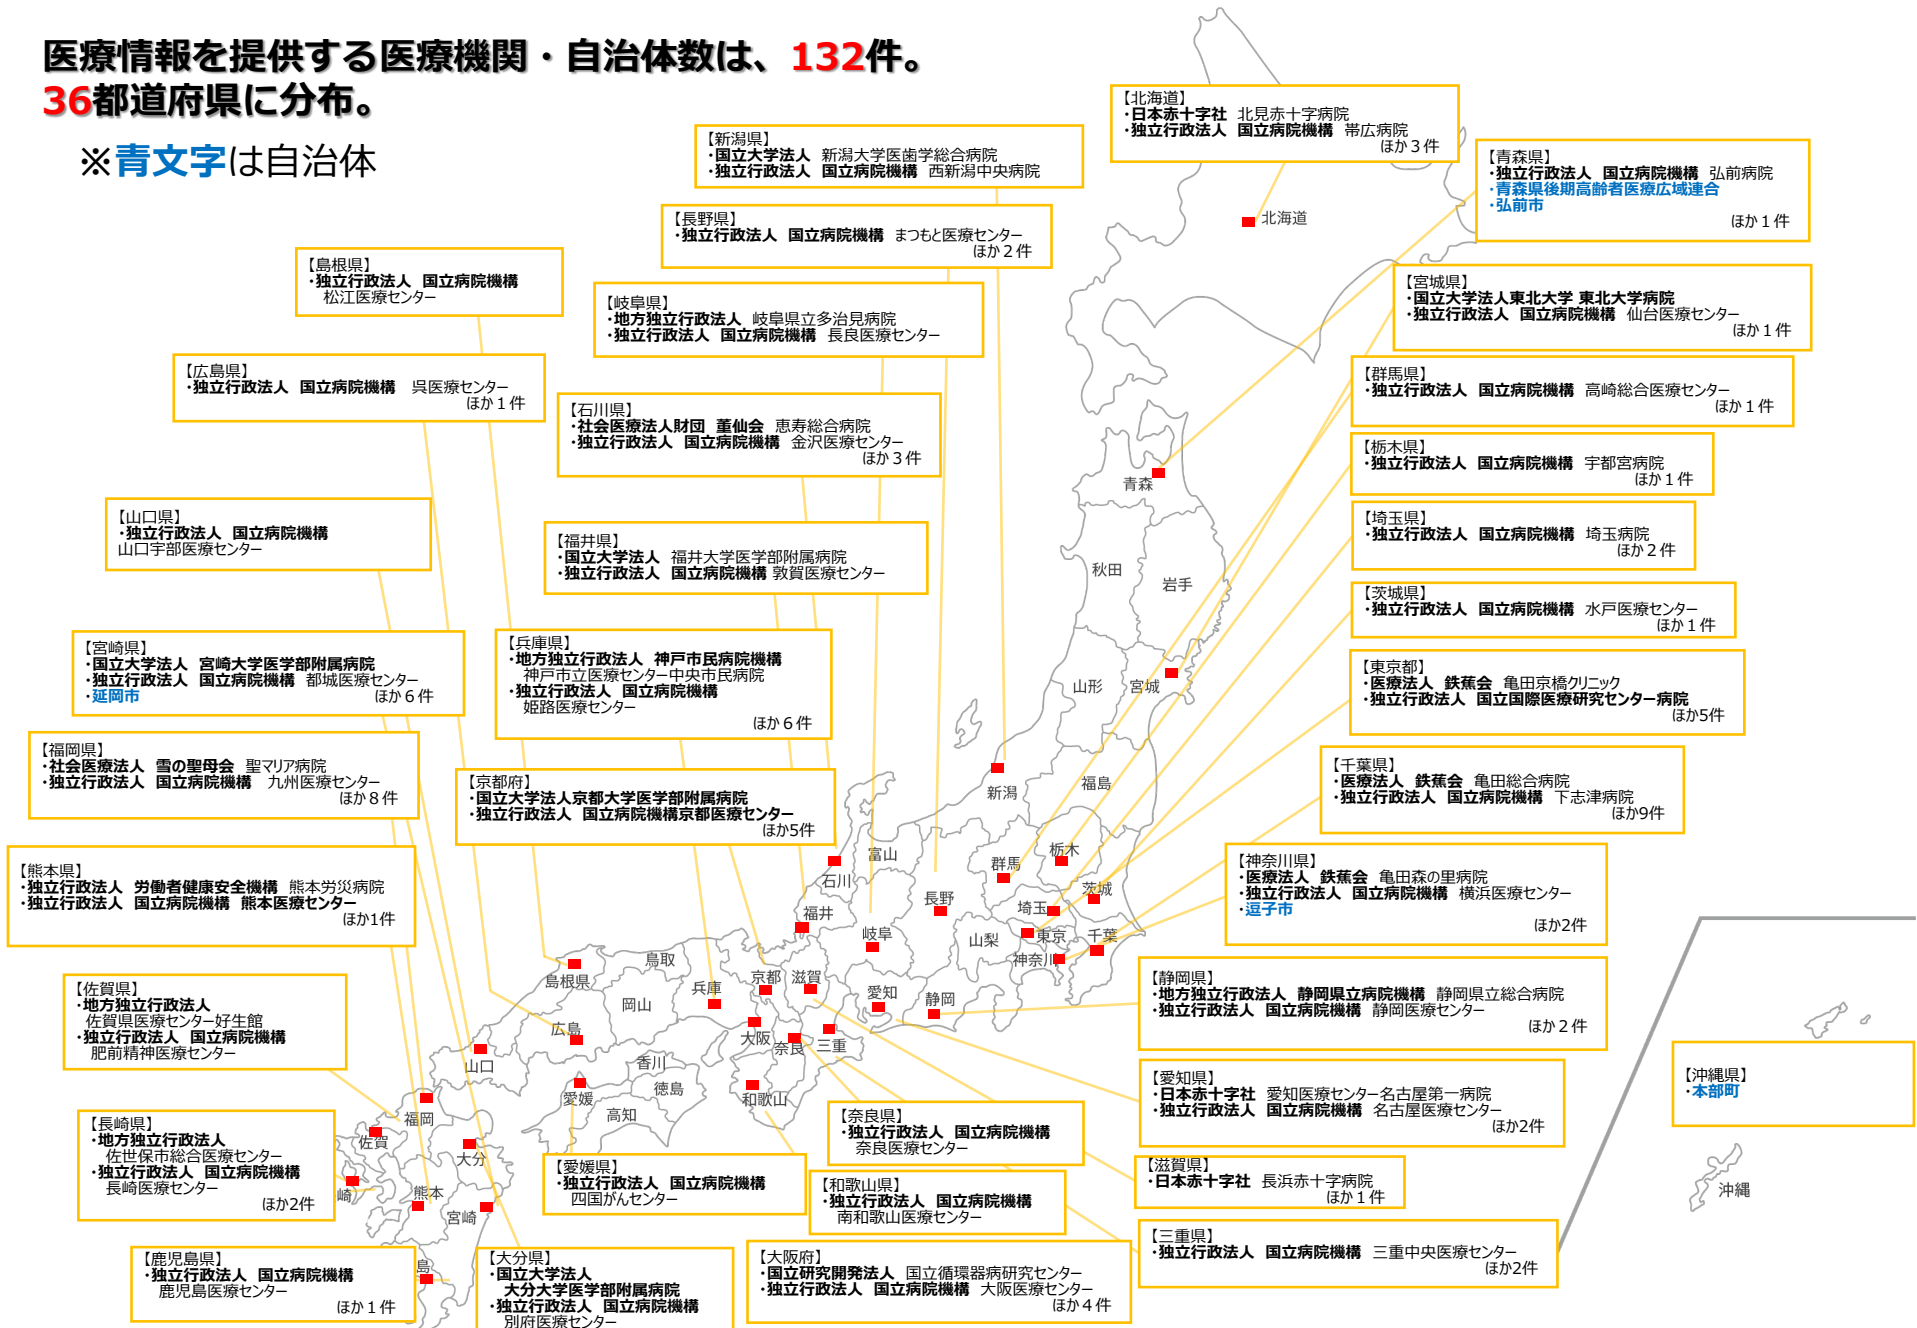 医療情報を提供する医療機関・自治体数は、132件。
36都道府県に分布。
※青文字は自治体
【北海道】
・日本赤十字社 北見赤十字病院
・独立行政法人 国立病院機構 帯広病院
ほか３件
【青森県】
・独立行政法人 国立病院機構 弘前病院
・青森県後期高齢者医療広域連合
・弘前市
ほか１件
【新潟県】
・国立大学法人 新潟大学医歯学総合病院
・独立行政法人 国立病院機構 西新潟中央病院
【長野県】
・独立行政法人 国立病院機構 まつもと医療センター
ほか２件
【宮城県】
・国立大学法人東北大学 東北大学病院
・独立行政法人 国立病院機構 仙台医療センター
ほか１件
【島根県】
・独立行政法人 国立病院機構
松江医療センター
【岐阜県】
・地方独立行政法人 岐阜県立多治見病院
・独立行政法人 国立病院機構 長良医療センター
【群馬県】
・独立行政法人 国立病院機構 高崎総合医療センター
ほか１件
【広島県】
・独立行政法人 国立病院機構 呉医療センター
ほか１件
【石川県】
・社会医療法人財団 董仙会 恵寿総合病院
・独立行政法人 国立病院機構 金沢医療センター
ほか３件
【栃木県】
・独立行政法人 国立病院機構 宇都宮病院
ほか１件
【山口県】
・独立行政法人 国立病院機構
山口宇部医療センター
【福井県】
・国立大学法人 福井大学医学部附属病院
・独立行政法人 国立病院機構 敦賀医療センター
【埼玉県】
・独立行政法人 国立病院機構 埼玉病院
ほか２件
【茨城県】
・独立行政法人 国立病院機構 水戸医療センター
ほか１件
【宮崎県】
・国立大学法人 宮崎大学医学部附属病院
・独立行政法人 国立病院機構 都城医療センター
・延岡市 ほか６件
【兵庫県】
・地方独立行政法人 神戸市民病院機構
神戸市立医療センター中央市民病院
・独立行政法人 国立病院機構
姫路医療センター
ほか６件
【東京都】
・医療法人 鉄蕉会 亀田京橋クリニック
・独立行政法人 国立国際医療研究センター病院
ほか5件
【福岡県】
・社会医療法人 雪の聖母会 聖マリア病院
・独立行政法人 国立病院機構 九州医療センター
ほか８件
【京都府】
・国立大学法人京都大学医学部附属病院
・独立行政法人 国立病院機構京都医療センター
ほか5件
【千葉県】
・医療法人 鉄蕉会 亀田総合病院
・独立行政法人 国立病院機構 下志津病院
ほか9件
【熊本県】
・独立行政法人 労働者健康安全機構 熊本労災病院
・独立行政法人 国立病院機構 熊本医療センター
ほか1件
【神奈川県】
・医療法人 鉄蕉会 亀田森の里病院
・独立行政法人 国立病院機構 横浜医療センター
・逗子市
ほか2件
【佐賀県】
・地方独立行政法人
佐賀県医療センター好生館
・独立行政法人 国立病院機構
肥前精神医療センター
【静岡県】
・地方独立行政法人 静岡県立病院機構 静岡県立総合病院
・独立行政法人 国立病院機構 静岡医療センター
ほか２件
【沖縄県】
・本部町
【愛知県】
・日本赤十字社 愛知医療センター名古屋第一病院
・独立行政法人 国立病院機構 名古屋医療センター
ほか2件
【長崎県】
・地方独立行政法人
佐世保市総合医療センター
・独立行政法人 国立病院機構
長崎医療センター
ほか2件
【奈良県】
・独立行政法人 国立病院機構
奈良医療センター
【愛媛県】
・独立行政法人 国立病院機構
四国がんセンター
【和歌山県】
・独立行政法人 国立病院機構
南和歌山医療センター
【滋賀県】
・日本赤十字社 長浜赤十字病院
ほか１件
【三重県】
・独立行政法人 国立病院機構 三重中央医療センター
ほか2件
【鹿児島県】
・独立行政法人 国立病院機構
鹿児島医療センター
ほか１件
【大分県】
・国立大学法人
大分大学医学部附属病院
・独立行政法人 国立病院機構
別府医療センター
【大阪府】
・国立研究開発法人 国立循環器病研究センター
・独立行政法人 国立病院機構 大阪医療センター
ほか４件
北海道
青森
秋田
岩手
山形
宮城
新潟
福島
富山
石川
群馬
栃木
茨城
長野
埼玉
福井
岐阜
山梨
東京
千葉
神奈川
鳥取
島根県
岡山
兵庫
京都
滋賀
愛知
静岡
広島
大阪
奈良
三重
山口
香川
徳島
愛媛
高知
和歌山
福岡
佐賀
大分
崎
熊本
宮崎
島
沖縄